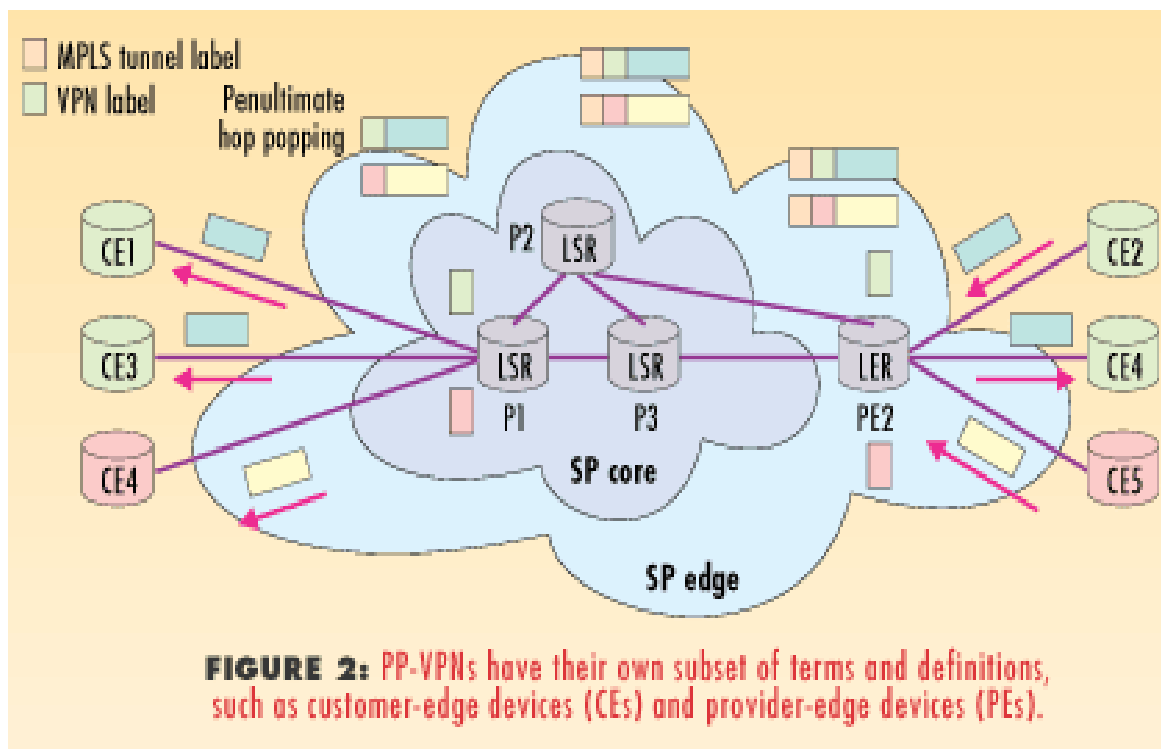 MPLS tunnel label
VPN label
Penultimate
hop popping
P2
LSR
CE1
CE2
CE3
LSR
LSR
LER
CE4
P1
P3
PE2
CE4
SP core
CE5
SP edge
FIGURE 2: PP-VPNs have their own subset of terms and definitions,
such as customer-edge devices (CEs) and provider-edge devices (PEs).